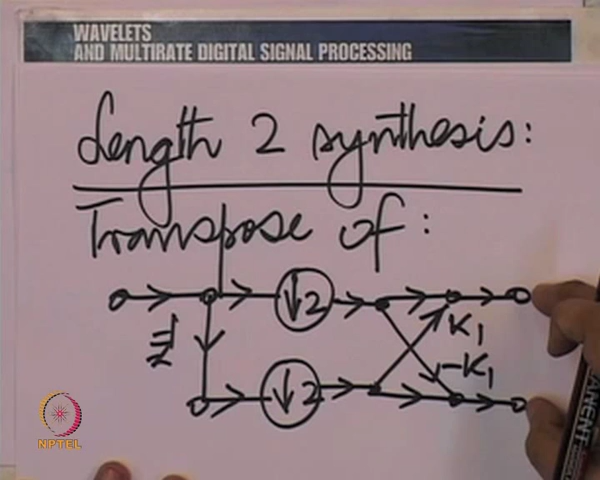 WAVELETS
AND MULTIRATE DIGITAL SIGNAL PROCESSING
Length 2 synthesis:
Transpose of:
↓2
K₁
z⁻¹
-K₁
↓2
NPTEL